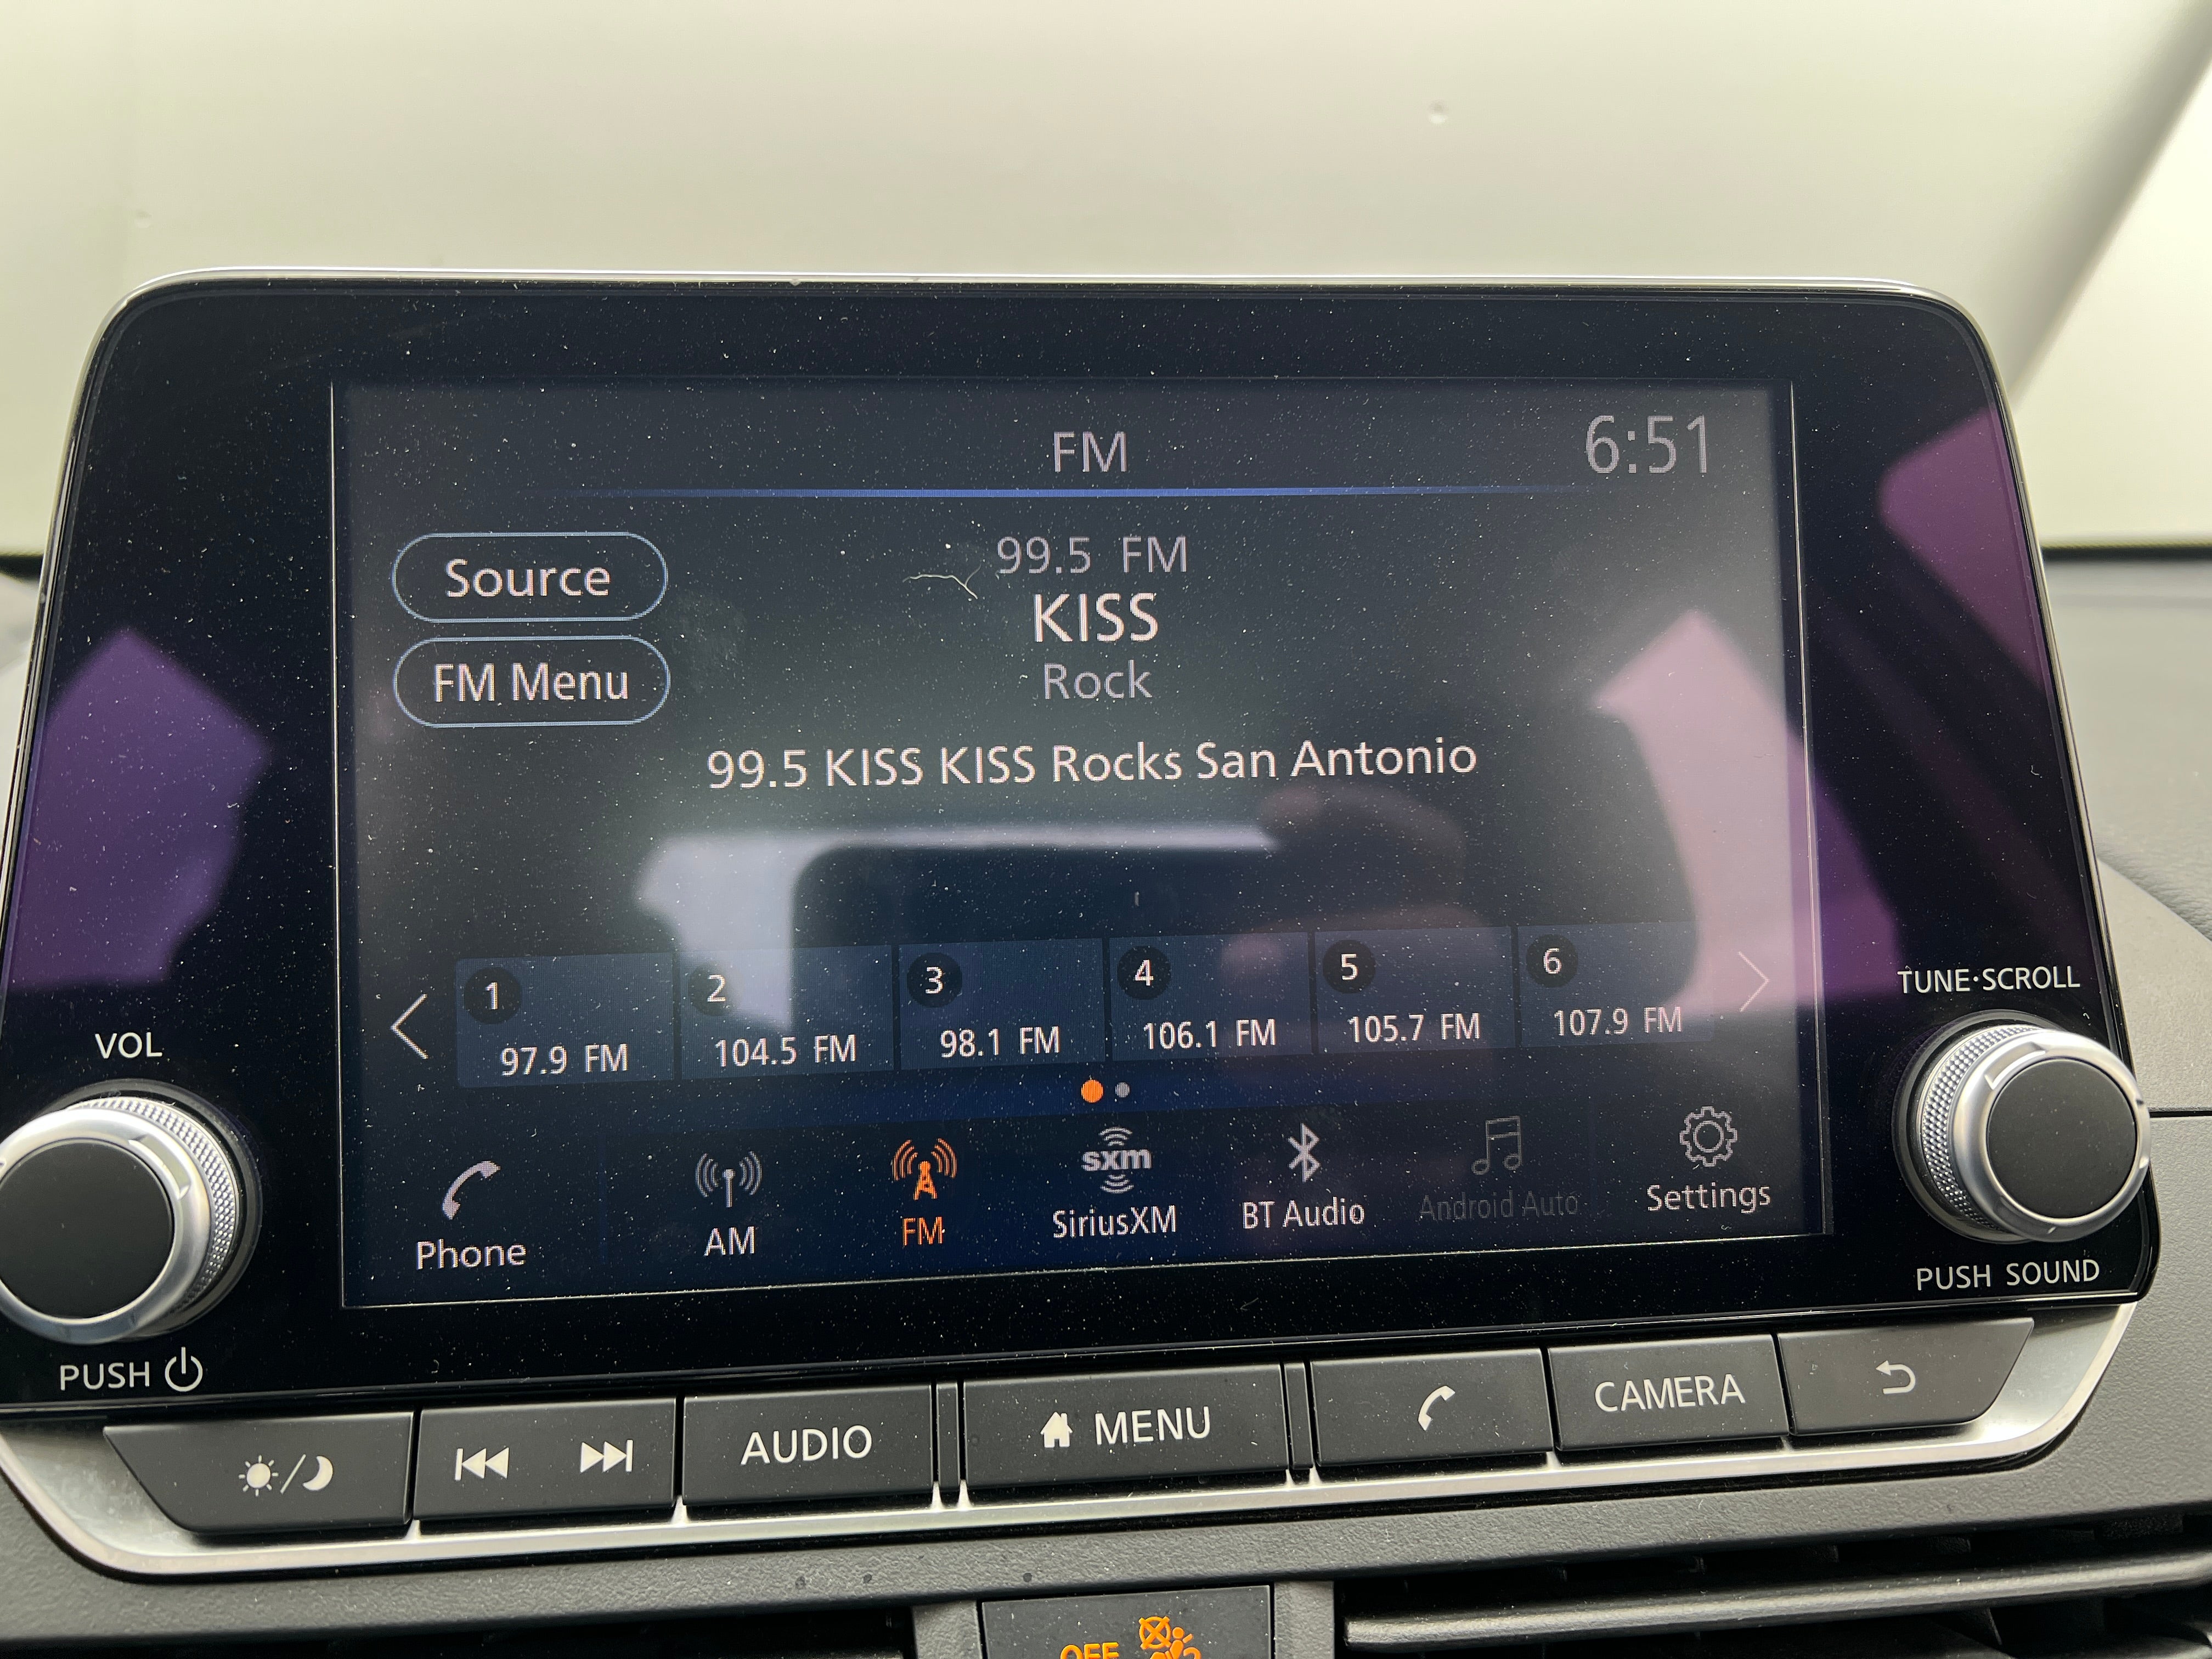 FM
6:51
Source
99.5 FM
KISS
Rock
FM Menu
99.5 KISS KISS Rocks San Antonio
1
97.9 FM
2
104.5 FM
3
98.1 FM
4
106.1 FM
5
105.7 FM
6
107.9 FM
Phone
AM
FM
sxm
SiriusXM
BT Audio
Android Auto
Settings
VOL
PUSH
TUNE·SCROLL
PUSH SOUND
AUDIO
MENU
CAMERA
OFF